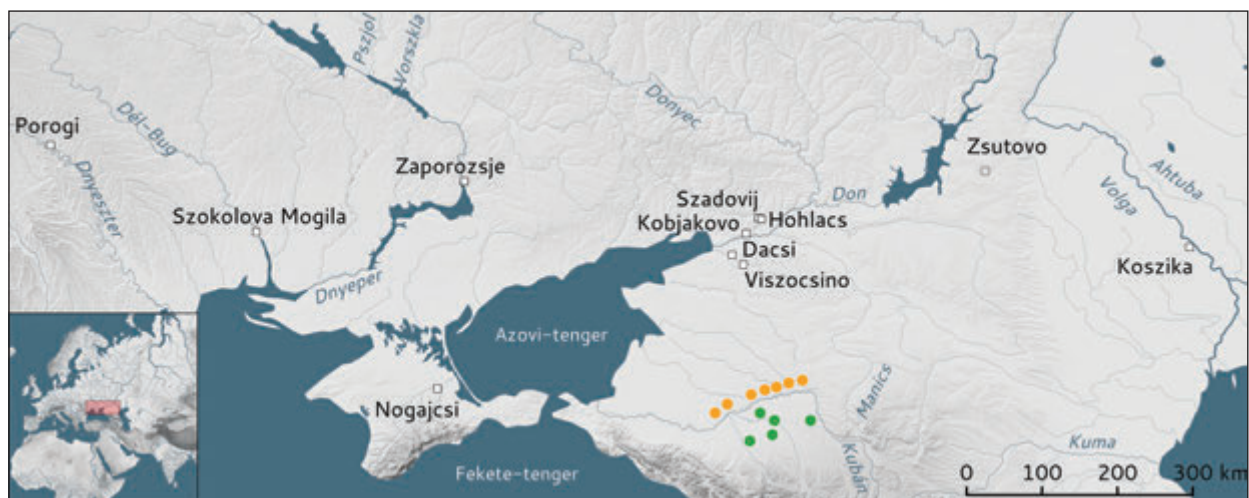 Pszjol
Vorszkla
Porogi
Dél-Bug
Dnyeszter
Szokolova Mogila
Zaporozsje
Donyec
Zsutovo
Szadovij
Don
Kobjakovo
Hohlacs
Dacsi
Viszocsino
Volga
Ahtuba
Koszika
Dnyeper
Azovi-tenger
Nogajcsi
Manics
Kubán
Kuma
Fekete-tenger
0 100 200 300 km